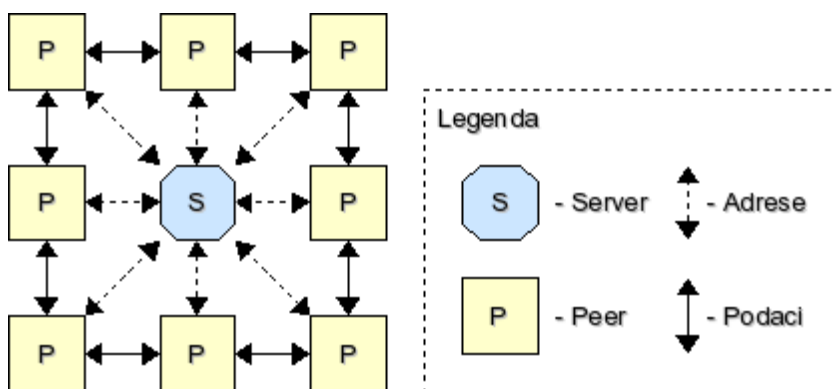 P P P
Legenda
P S P
S - Server - Adrese
P - Peer - Podaci
P P P